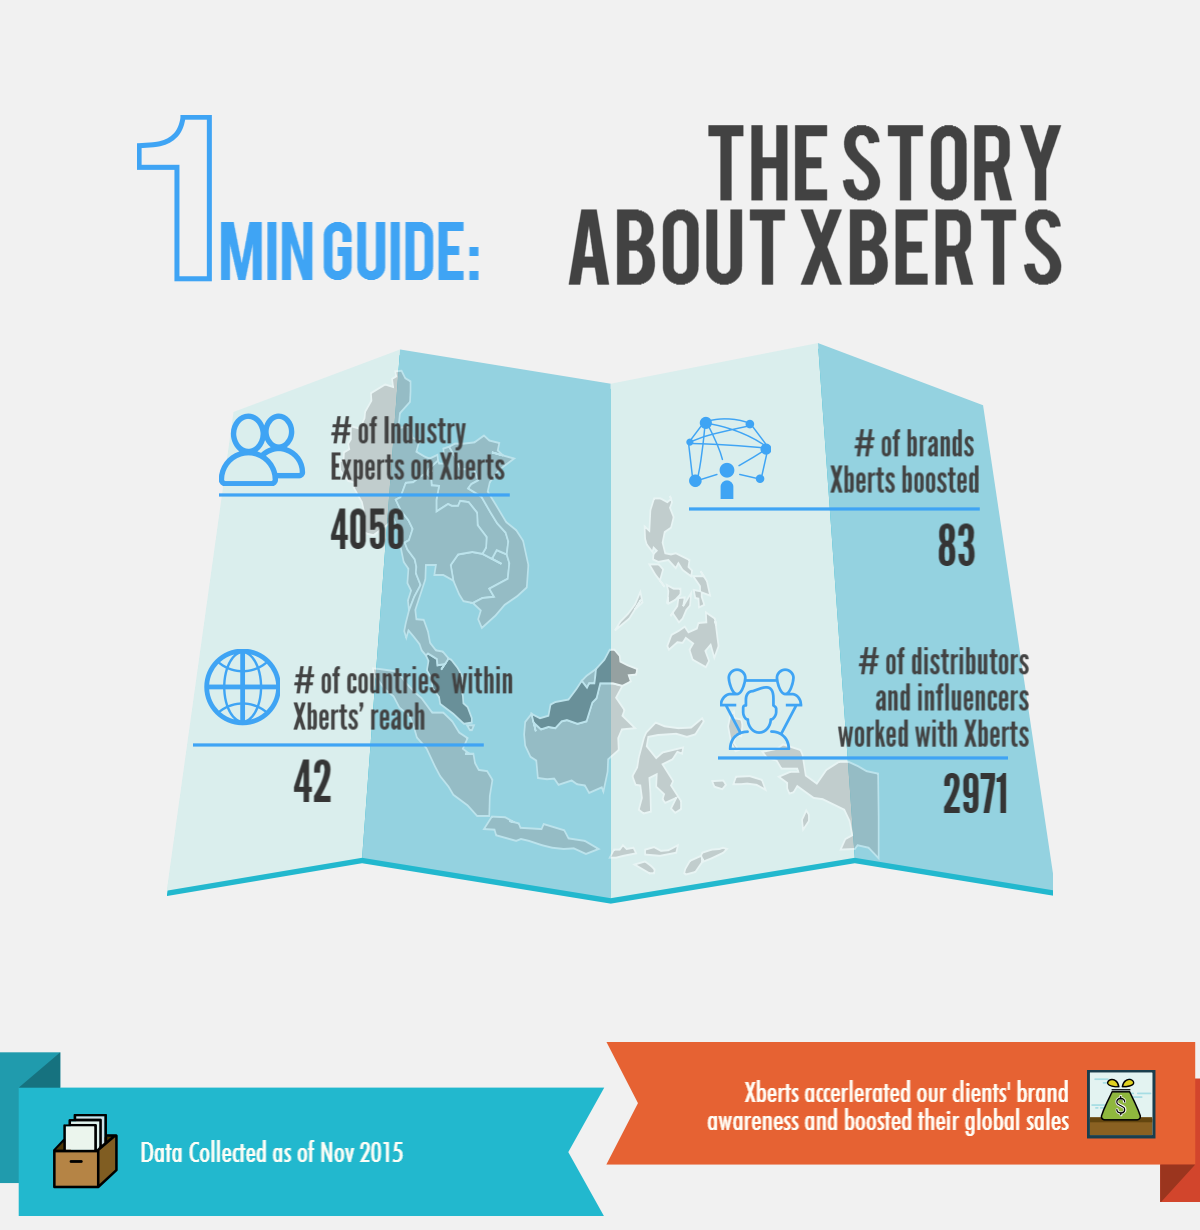 1 MIN GUIDE:
THE STORY
ABOUT XBERTS
# of Industry
Experts on Xberts
4056
# of brands
Xberts boosted
83
# of countries within
Xberts' reach
42
# of distributors
and influencers
worked with Xberts
2971
Xberts accerlerated our clients' brand
awareness and boosted their global sales
$
Data Collected as of Nov 2015